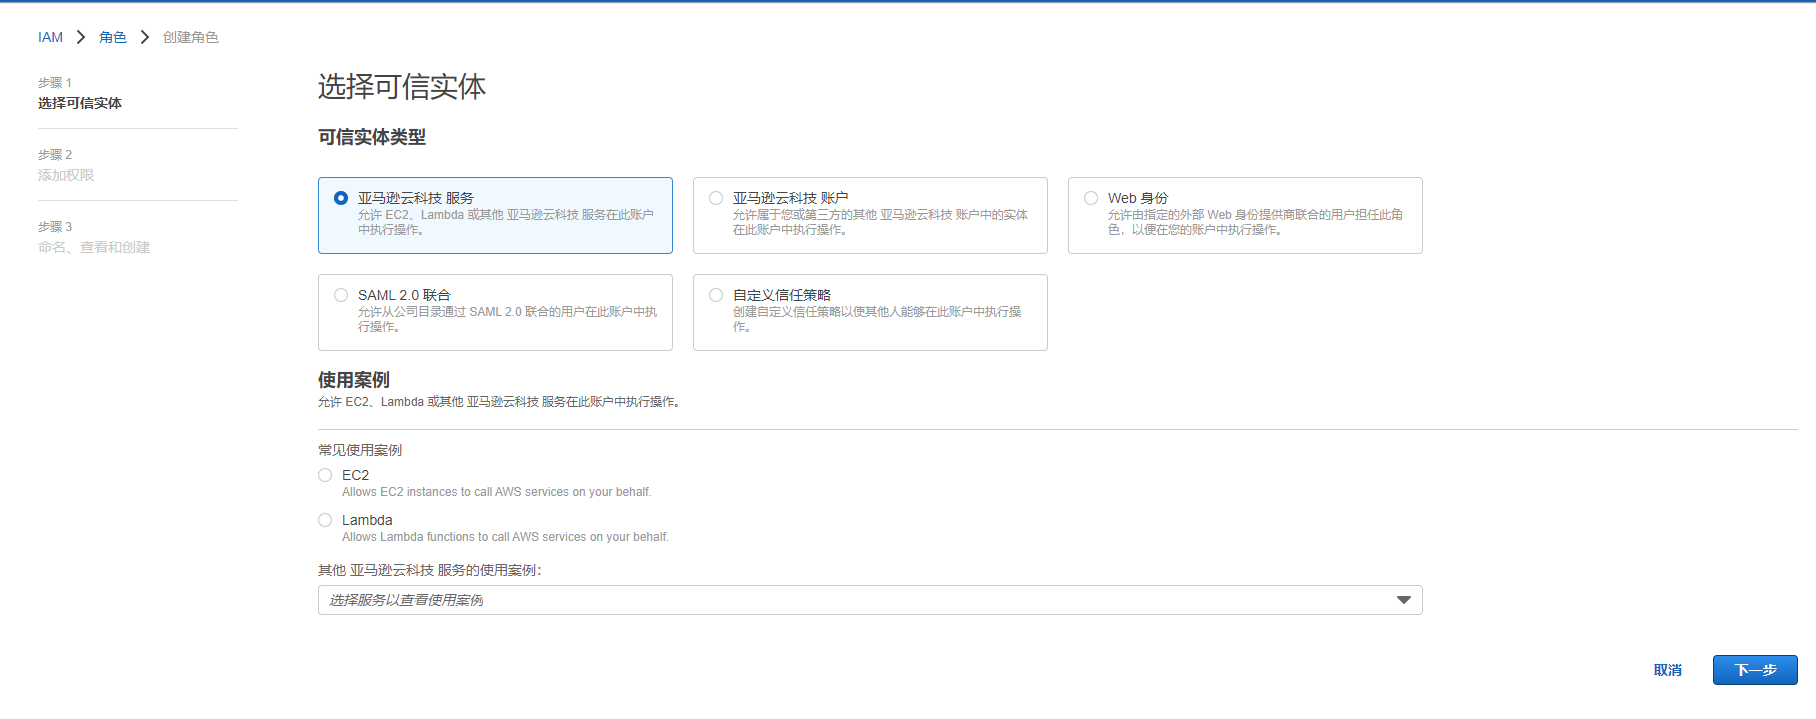 IAM 角色 创建角色
步骤 1
选择可信实体
步骤 2
添加权限
步骤 3
命名、查看和创建
选择可信实体
可信实体类型
亚马逊云科技 服务
允许 EC2、Lambda 或其他 亚马逊云科技 服务在此账户
中执行操作。
亚马逊云科技 账户
允许属于您或第三方的其他 亚马逊云科技 账户中的实体
在此账户中执行操作。
Web 身份
允许由指定的外部 Web 身份提供商联合的用户担任此角
色，以便在您的账户中执行操作。
SAML 2.0 联合
允许从公司目录通过 SAML 2.0 联合的用户在此账户中执
行操作。
自定义信任策略
创建自定义信任策略以使其他人能够在此账户中执行操
作。
使用案例
允许 EC2、Lambda 或其他 亚马逊云科技 服务在此账户中执行操作。
常见使用案例
EC2
Allows EC2 instances to call AWS services on your behalf.
Lambda
Allows Lambda functions to call AWS services on your behalf.
其他 亚马逊云科技 服务的使用案例：
选择服务以查看使用案例
取消 下一步